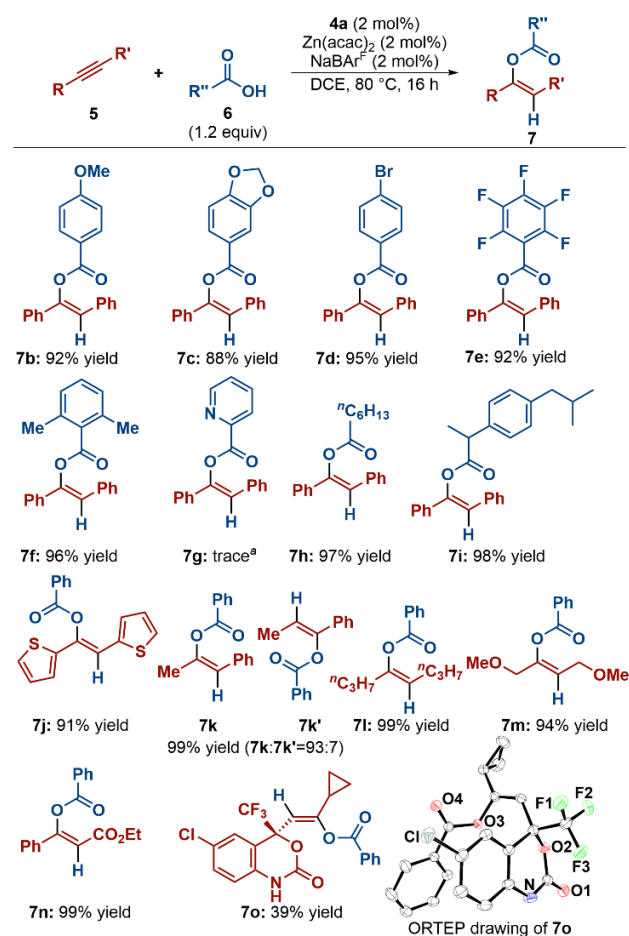 R
R'
5
+
R''
O
OH
6
(1.2 equiv)
4a (2 mol%)
Zn(acac)2 (2 mol%)
NaBArF (2 mol%)
DCE, 80 °C, 16 h
R''
O
O
R
R'
H
7
OMe
O
O
Ph
Ph
H
7b: 92% yield
O
O
O
O
Ph
Ph
H
7c: 88% yield
Br
O
O
Ph
Ph
H
7d: 95% yield
F
F
F
F
F
O
O
Ph
Ph
H
7e: 92% yield
Me
Me
O
O
Ph
Ph
H
7f: 96% yield
N
O
O
Ph
Ph
H
7g: traceᵃ
ⁿC6H13
O
O
Ph
Ph
H
7h: 97% yield
O
O
Ph
Ph
H
7i: 98% yield
Ph
O
O
S
S
H
7j: 91% yield
Ph
O
O
Me
Ph
H
7k
H
Me
Ph
O
O
Ph
7k'
99% yield (7k:7k'=93:7)
Ph
O
O
ⁿC3H7
ⁿC3H7
H
7l: 99% yield
Ph
O
O
MeO
OMe
H
7m: 94% yield
Ph
O
O
Ph
CO2Et
H
7n: 99% yield
F3C
H
Cl
O
O
O
Ph
N
H
O
7o: 39% yield
O4
O3
Cl
F1
F2
O2
F3
N
O1
ORTEP drawing of 7o